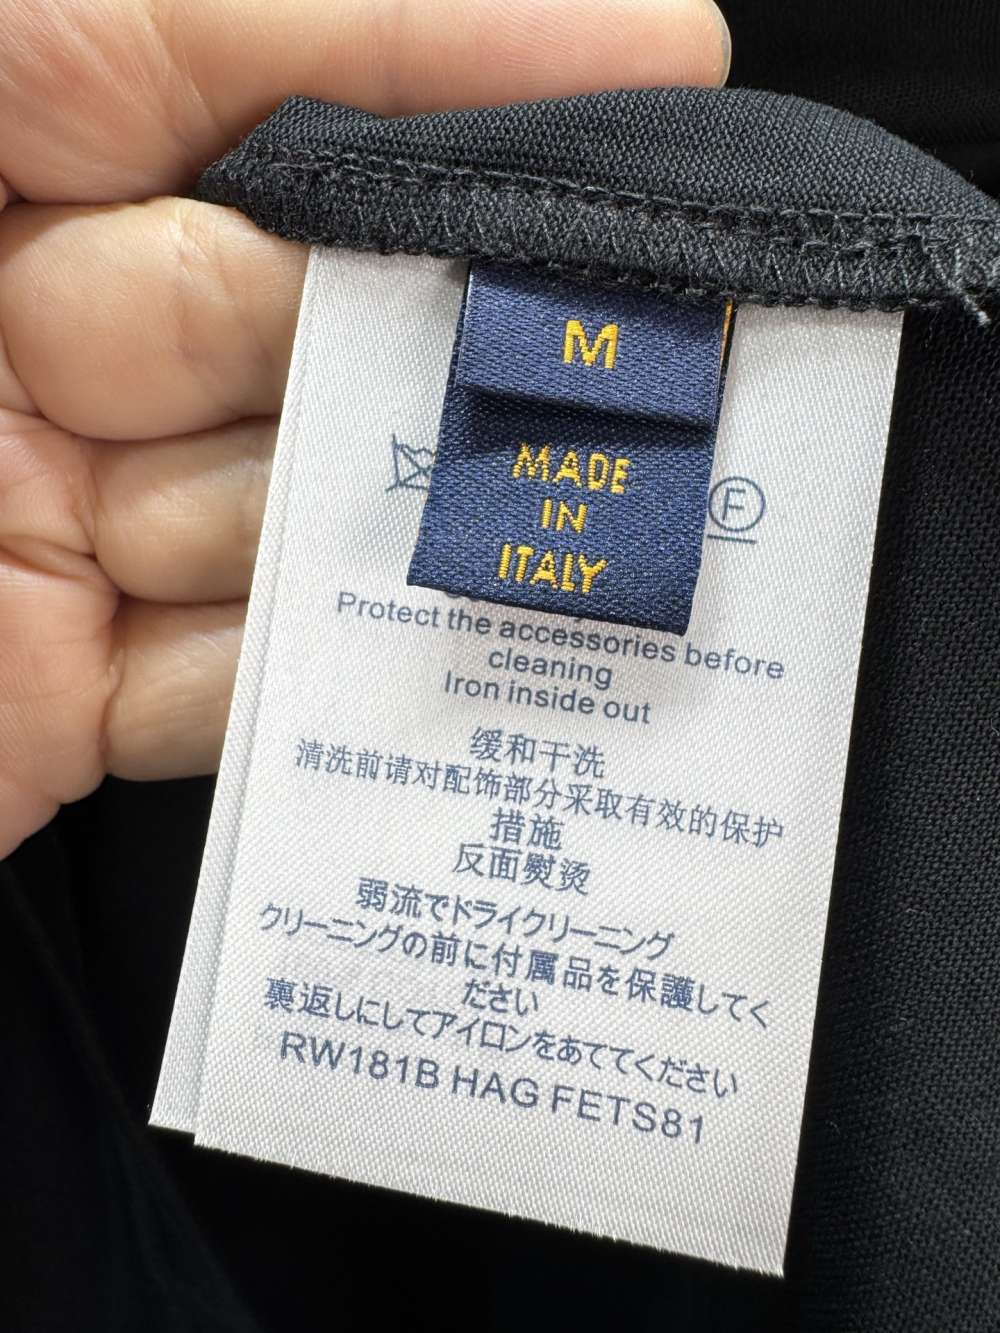 M
MADE
IN
ITALY
F
Protect the accessories before
cleaning
Iron inside out
缓和干洗
清洗前请对配饰部分采取有效的保护
措施
反面熨烫
弱流でドライクリーニング
クリーニングの前に付属品を保護してく
ださい
裏返しにしてアイロンをあててください
RW181B HAG FETS81